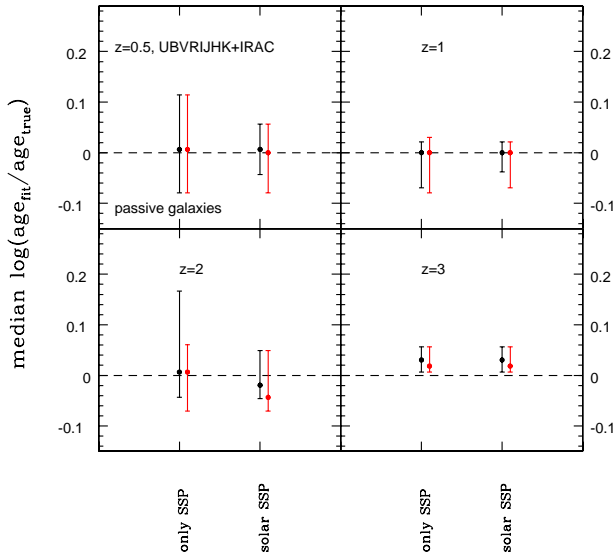 median log(age_fit/age_true)
0.2
0.1
0
-0.1
z=0.5, UBVRIJHK+IRAC
passive galaxies
z=1
0.2
0.1
0
-0.1
0.2
0.1
0
-0.1
z=2
z=3
0.2
0.1
0
-0.1
only SSP
solar SSP
only SSP
solar SSP